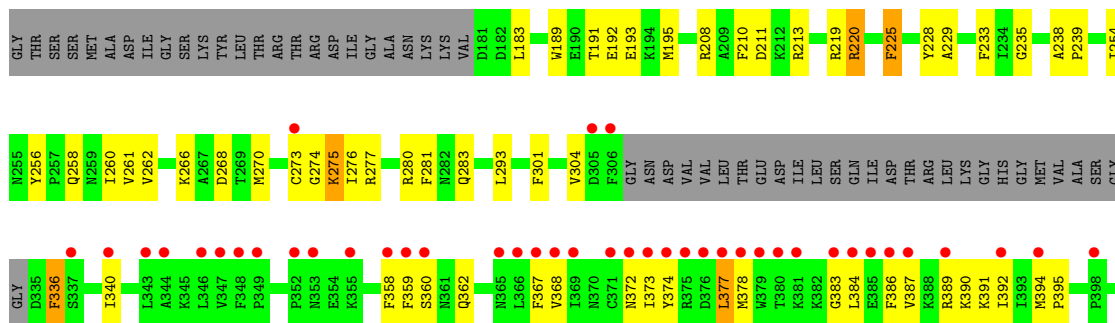 GLY THR SER SER MET ALA ASP ILE GLY SER LYS TYR LEU THR ARG THR ARG ASP ILE GLY ALA ASN LYS LYS VAL D181 D182 L183 W189 E190 T191 E192 E193 K194 M195 R208 A209 F210 D211 K212 R213 R219 R220 F225 Y228 A229 F233 I234 G235 A238 P239
N255 Y256 P257 Q258 N259 I260 V261 V262 K266 A267 D268 T269 M270 C273 G274 K275 I276 R277 R280 F281 N282 Q283 L293 F301 V304 D305 F306 GLY ASN ASP VAL VAL LEU THR GLU ASP ILE LEU SER GLN ILE ASP THR ARG LEU LYS GLY HIS GLY MET VAL ALA SER GLY
GLY D335 F336 S337 I340 L343 A344 K345 L346 V347 F348 P349 P352 N353 E354 K355 F358 F359 S360 N361 Q362 N365 L366 F367 V368 I369 N370 C371 N372 I373 Y374 R375 D376 L377 M378 W379 T380 K381 K382 G383 L384 E385 F386 V387 K388 R389 K390 K391 I392 I393 M394 P395 P398